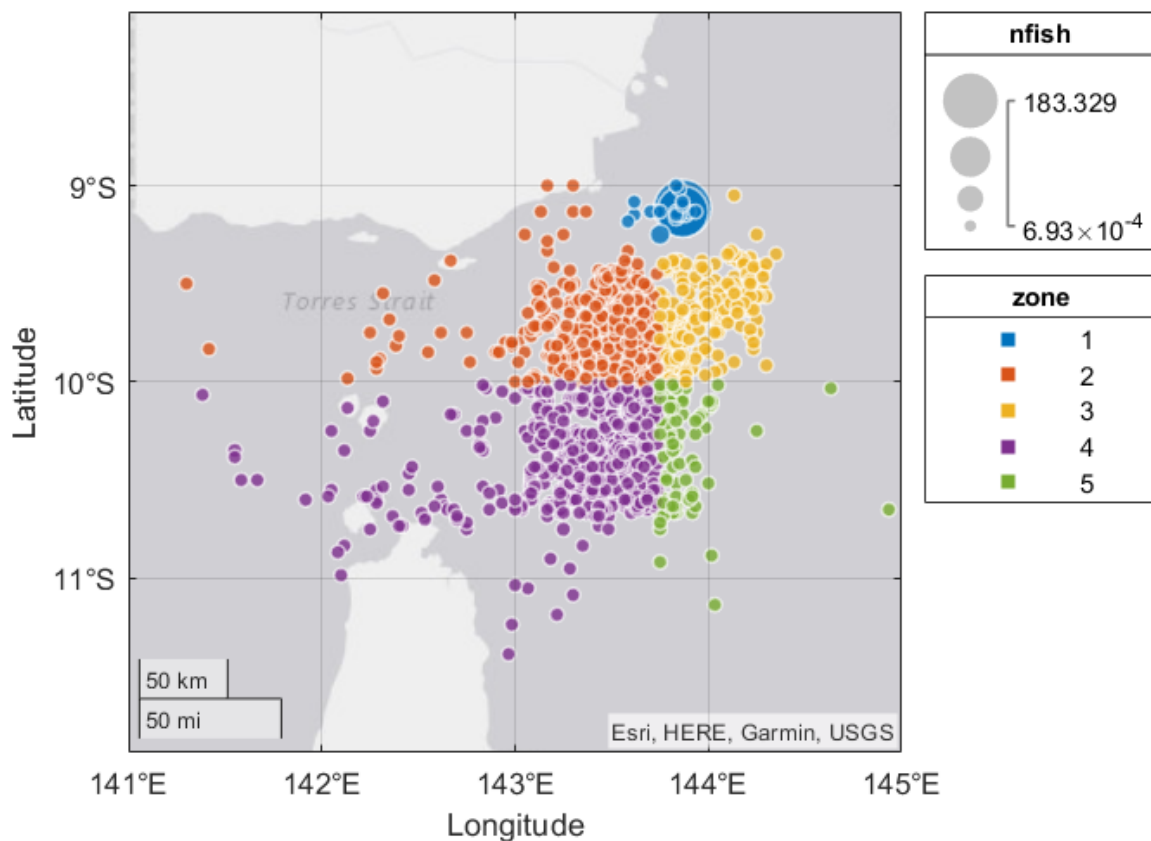 nfish
183.329
6.93×10⁻⁴
zone
1
2
3
4
5
9°S
10°S
11°S
Latitude
Torres Strait
50 km
50 mi
Esri, HERE, Garmin, USGS
141°E
142°E
143°E
144°E
145°E
Longitude